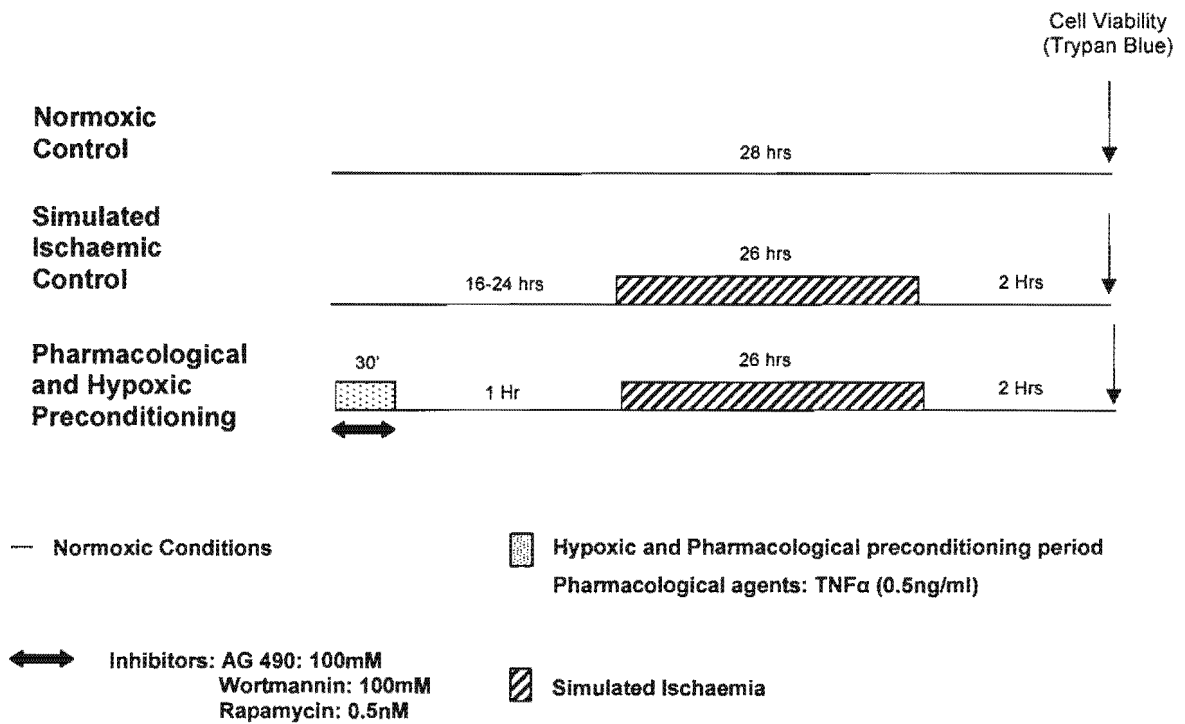 Cell Viability
(Trypan Blue)
Normoxic
Control
28 hrs
Simulated
Ischaemic
Control
16-24 hrs
26 hrs
2 Hrs
Pharmacological
and Hypoxic
Preconditioning
30'
1 Hr
26 hrs
2 Hrs
Normoxic Conditions
Hypoxic and Pharmacological preconditioning period
Pharmacological agents: TNFα (0.5ng/ml)
Inhibitors: AG 490: 100mM
Wortmannin: 100mM
Rapamycin: 0.5nM
Simulated Ischaemia